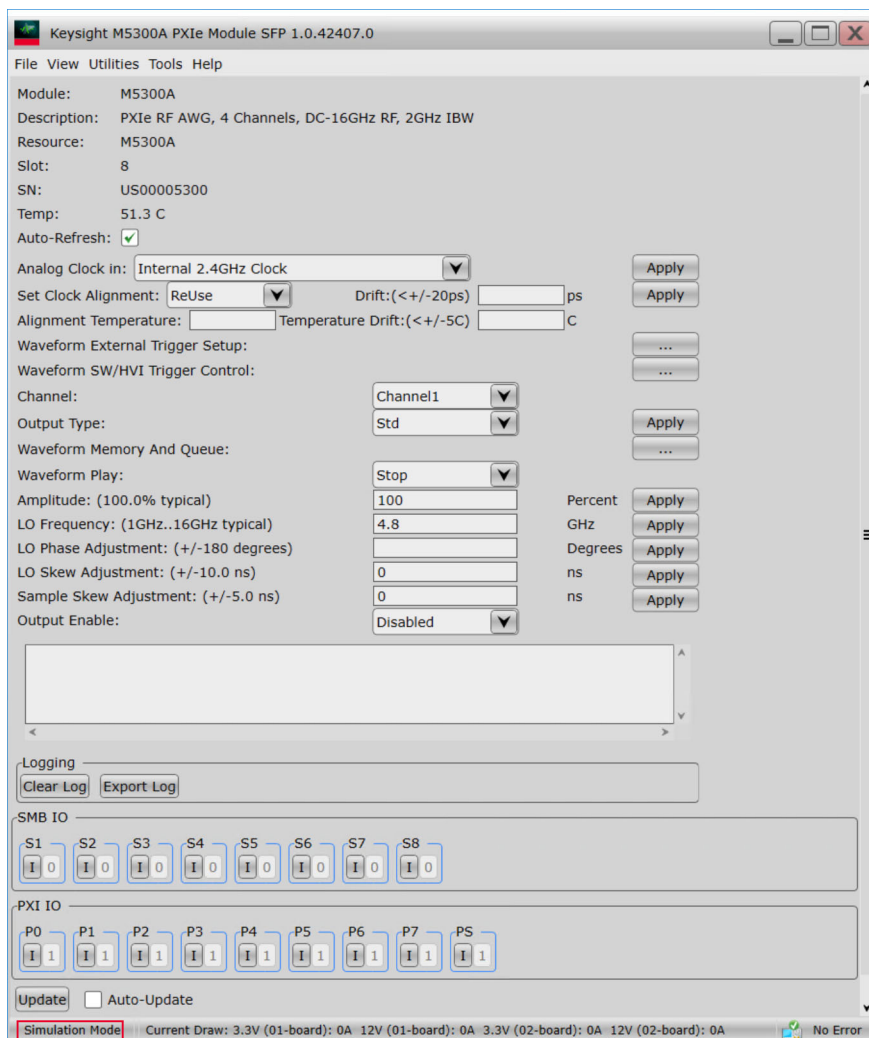 Keysight M5300A PXIe Module SFP 1.0.42407.0
File View Utilities Tools Help
Module: M5300A
Description: PXIe RF AWG, 4 Channels, DC-16GHz RF, 2GHz IBW
Resource: M5300A
Slot: 8
SN: US00005300
Temp: 51.3 C
Auto-Refresh:
Analog Clock in: Internal 2.4GHz Clock Apply
Set Clock Alignment: ReUse Drift:(<+/-20ps) ps Apply
Alignment Temperature: Temperature Drift:(<+/-5C) C
Waveform External Trigger Setup: ...
Waveform SW/HVI Trigger Control: ...
Channel: Channel1
Output Type: Std Apply
Waveform Memory And Queue: ...
Waveform Play: Stop
Amplitude: (100.0% typical) 100 Percent Apply
LO Frequency: (1GHz..16GHz typical) 4.8 GHz Apply
LO Phase Adjustment: (+/-180 degrees) Degrees Apply
LO Skew Adjustment: (+/-10.0 ns) 0 ns Apply
Sample Skew Adjustment: (+/-5.0 ns) 0 ns Apply
Output Enable: Disabled
Logging
Clear Log Export Log
SMB IO
S1 S2 S3 S4 S5 S6 S7 S8
I 0 I 0 I 0 I 0 I 0 I 0 I 0 I 0
PXI IO
P0 P1 P2 P3 P4 P5 P6 P7 PS
I 1 I 1 I 1 I 1 I 1 I 1 I 1 I 1 I 1
Update Auto-Update
Simulation Mode Current Draw: 3.3V (01-board): 0A 12V (01-board): 0A 3.3V (02-board): 0A 12V (02-board): 0A No Error